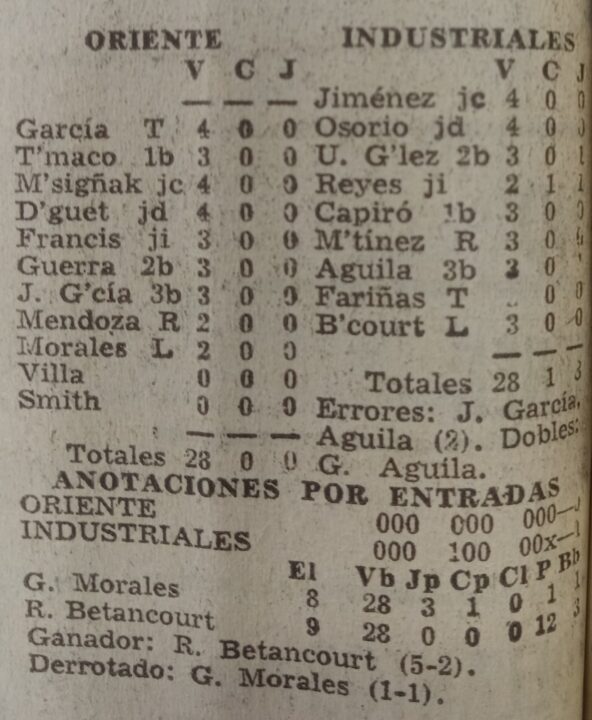 ORIENTE
V C J
— — —
García T 4 0 0
T'maco 1b 3 0 0
M'sigñak jc 4 0 0
D'guet jd 4 0 0
Francis ji 3 0 0
Guerra 2b 3 0 0
J. G'cía 3b 3 0 0
Mendoza R 2 0 0
Morales L 2 0 0
Villa 0 0 0
Smith 0 0 0
— — —
Totales 28 0 0
INDUSTRIALES
V C J
Jiménez jc 4 0 0
Osorio jd 4 0 0
U. G'lez 2b 3 0 1
Reyes ji 2 1 1
Capiró 1b 3 0 0
M'tínez R 3 0 0
Aguila 3b 3 0
Fariñas T 0 0
B'court L 3 0 0
— — —
Totales 28 1 3
Errores: J. García,
Aguila (2). Dobles:
G. Aguila.
ANOTACIONES POR ENTRADAS
ORIENTE 000 000 000—
INDUSTRIALES 000 100 00x—1
El Vb Jp Cp Cl P Bb
G. Morales 8 28 3 1 0 1 1
R. Betancourt 9 28 0 0 0 12 3
Ganador: R. Betancourt (5-2).
Derrotado: G. Morales (1-1).